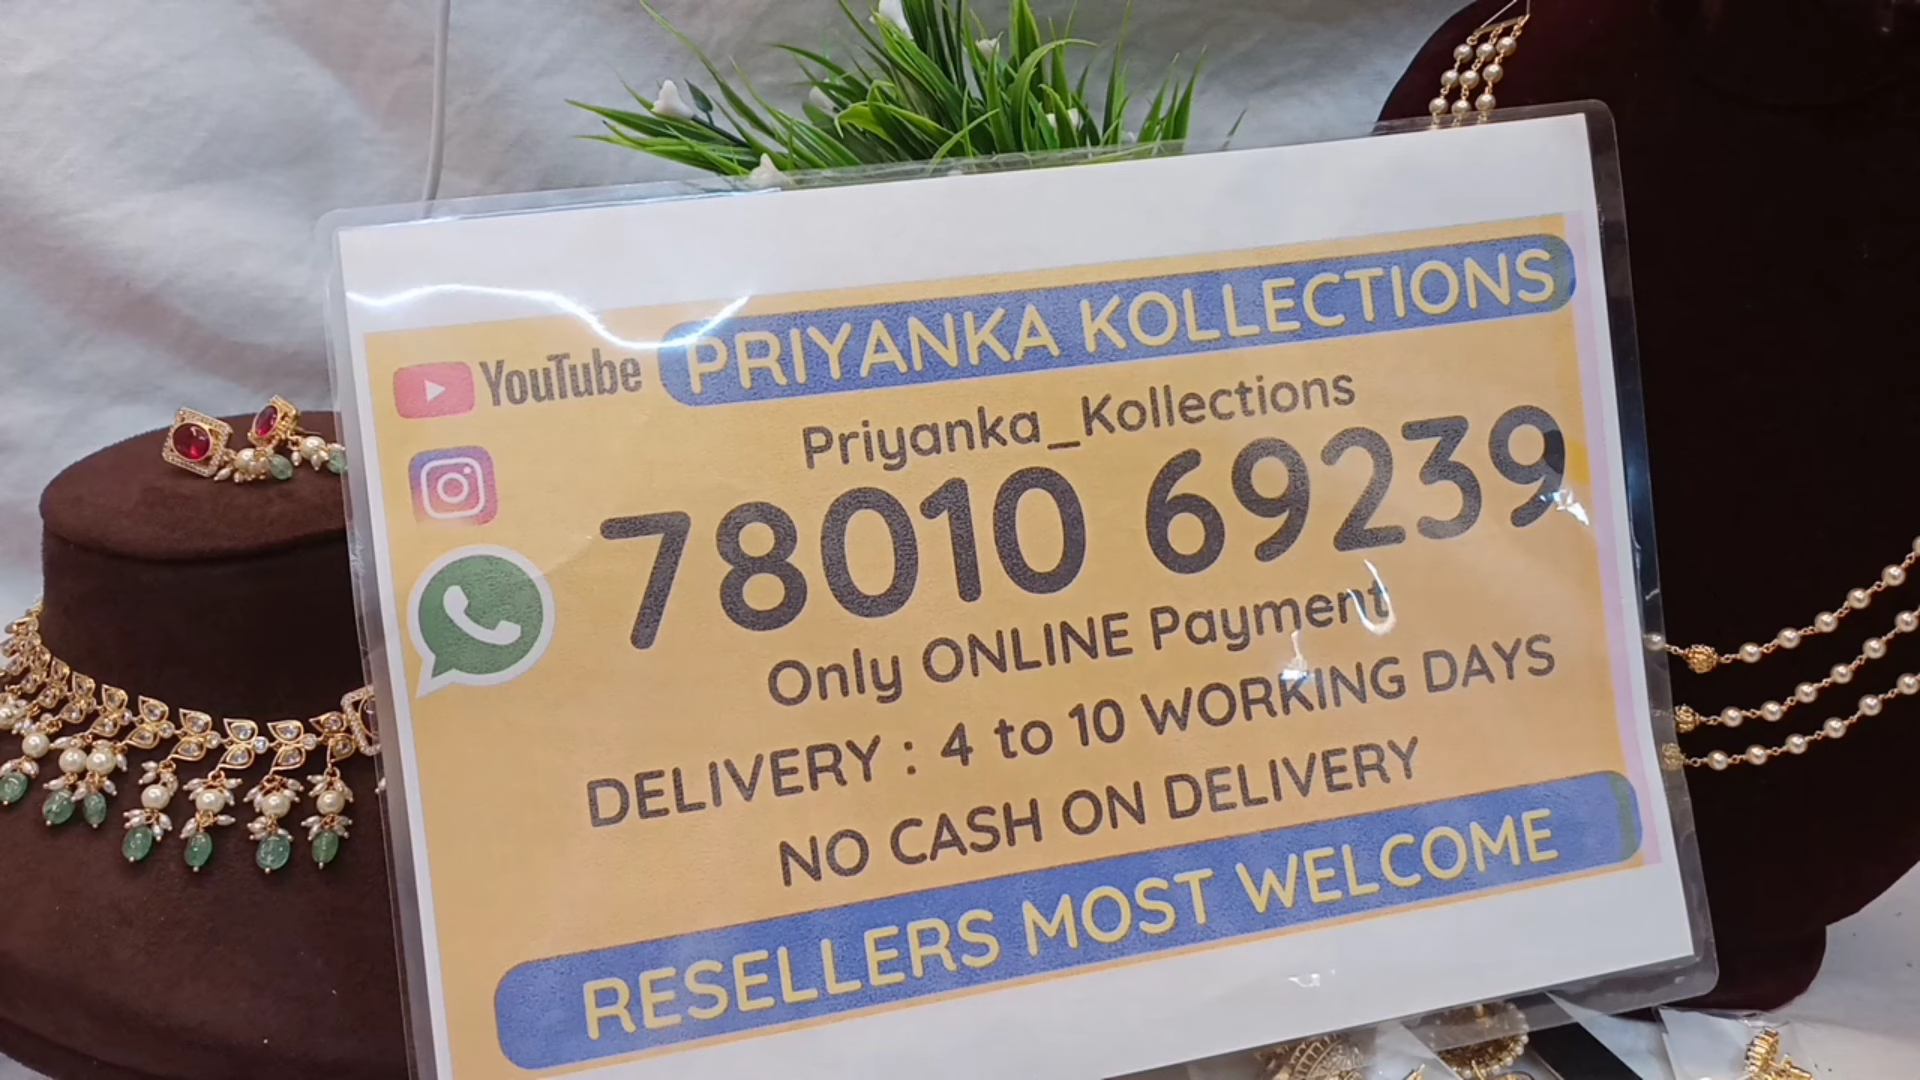 YouTube PRIYANKA KOLLECTIONS
Priyanka_Kollections
78010 69239
Only ONLINE Payment
DELIVERY : 4 to 10 WORKING DAYS
NO CASH ON DELIVERY
RESELLERS MOST WELCOME